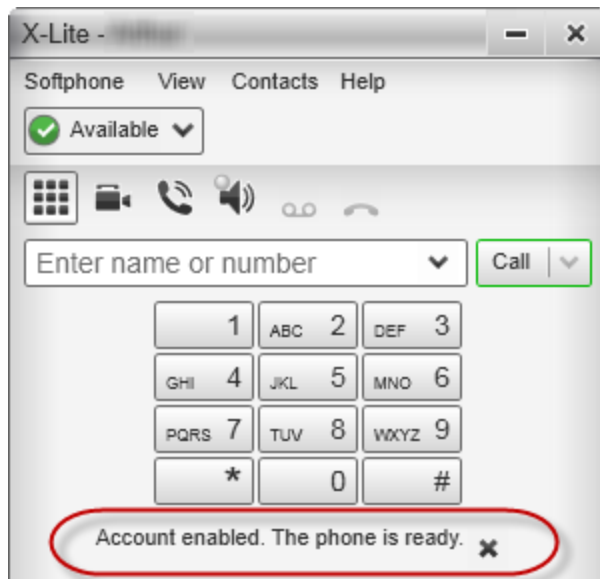 X-Lite -
Softphone View Contacts Help
Available
Enter name or number Call
1 ABC 2 DEF 3
GHI 4 JKL 5 MNO 6
PQRS 7 TUV 8 WXYZ 9
* 0 #
Account enabled. The phone is ready.